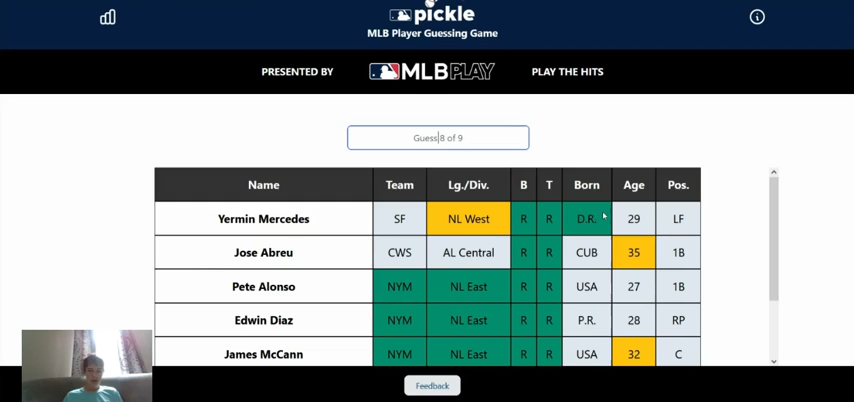 pickle
MLB Player Guessing Game
PRESENTED BY MLBPLAY PLAY THE HITS
Guess 8 of 9
Name Team Lg./Div. B T Born Age Pos.
Yermin Mercedes SF NL West R R D.R. 29 LF
Jose Abreu CWS AL Central R R CUB 35 1B
Pete Alonso NYM NL East R R USA 27 1B
Edwin Diaz NYM NL East R R P.R. 28 RP
James McCann NYM NL East R R USA 32 C
Feedback